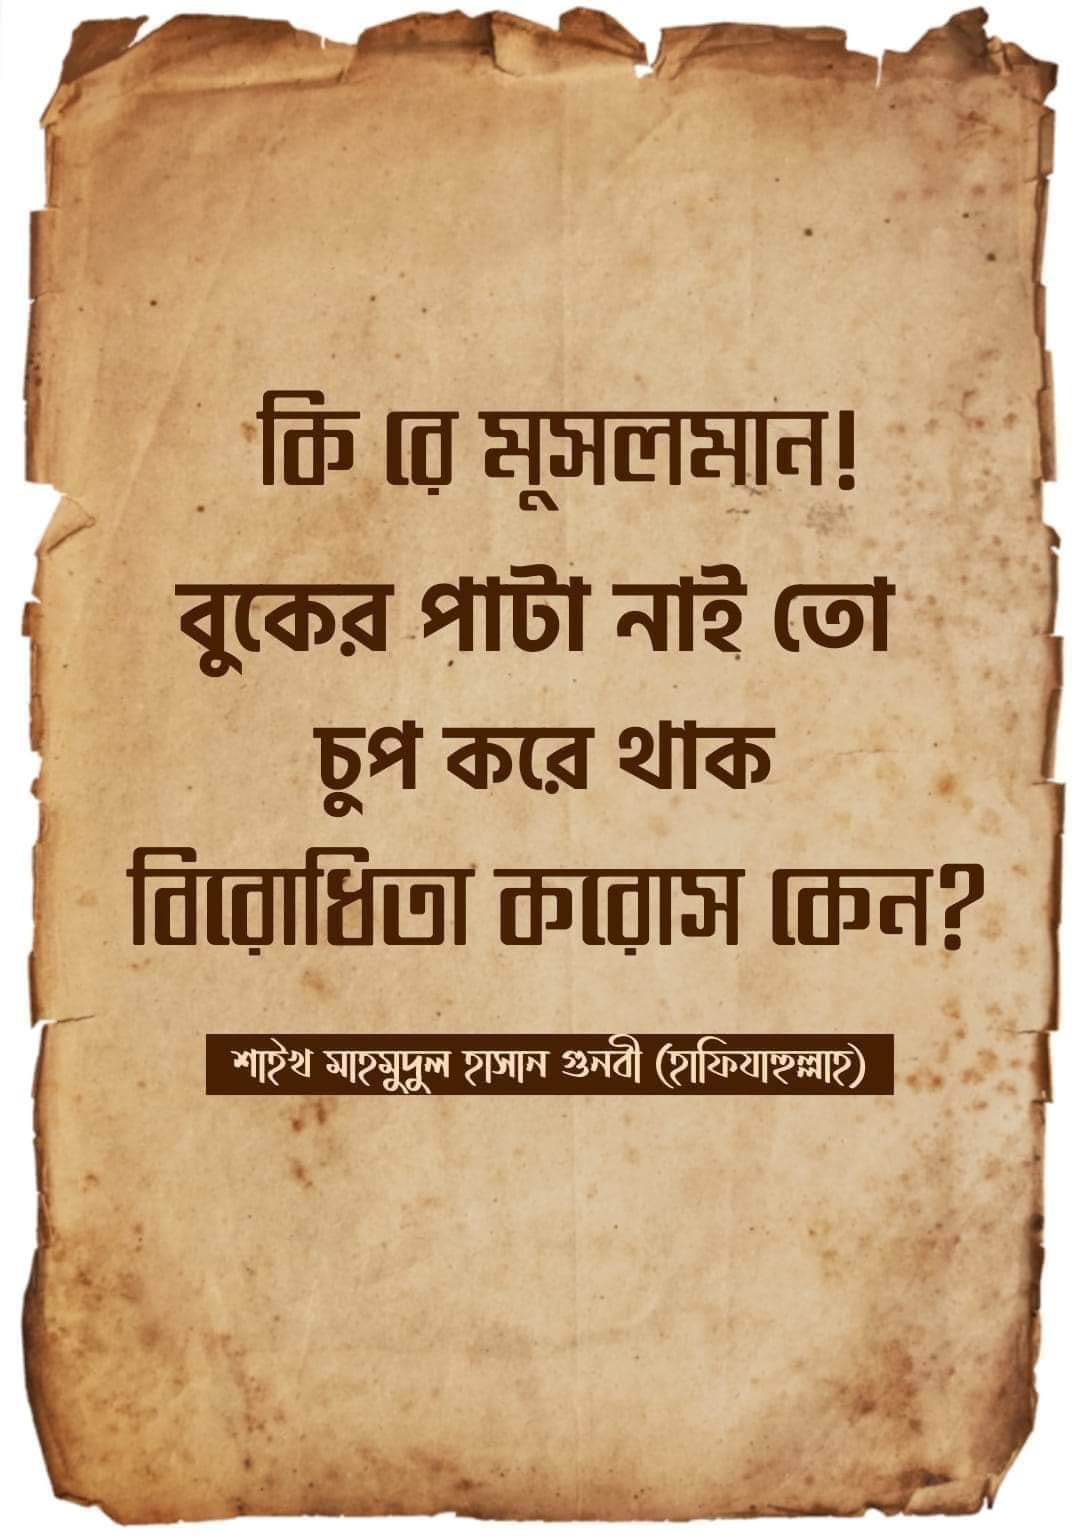 কি রে মুসলমান!
বুকের পাটা নাই তো
চুপ করে থাক
বিরোধিতা করোস কেন?
শাইখ মাহমুদুল হাসান গুনবী (হাফিযাহুল্লাহ)